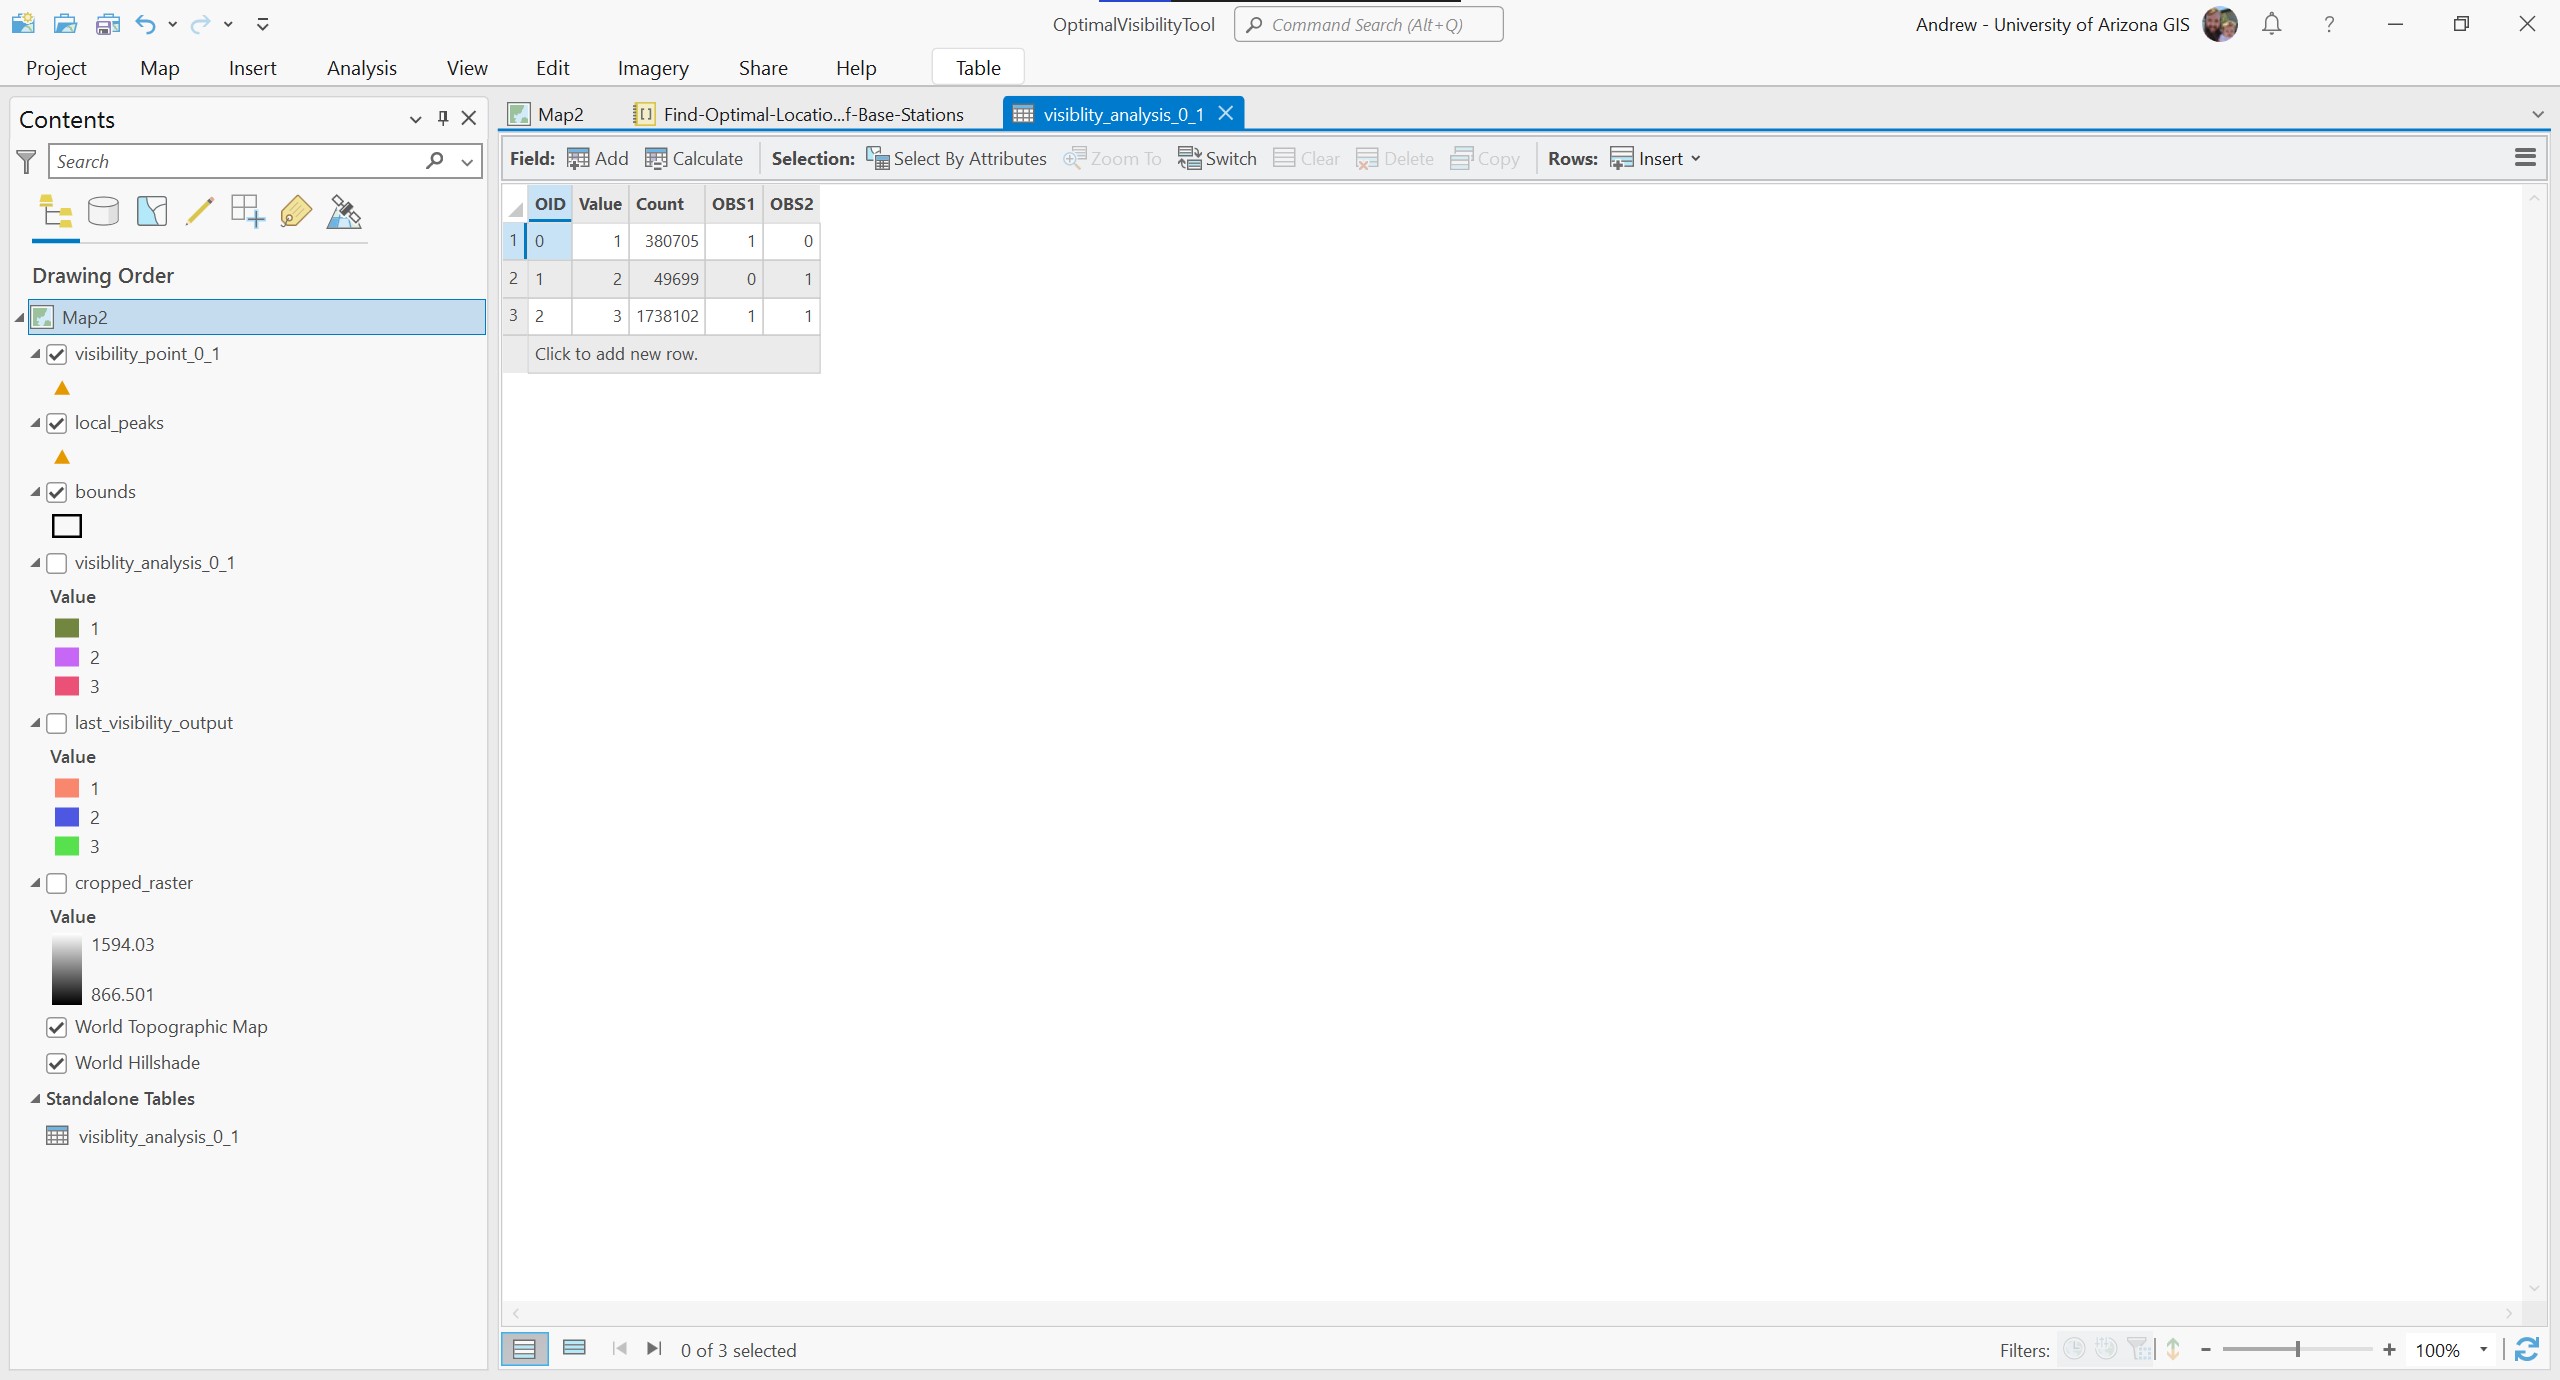 OptimalVisibilityTool
Command Search (Alt+Q)
Andrew - University of Arizona GIS
?
Project Map Insert Analysis View Edit Imagery Share Help Table
Contents
Search
Drawing Order
Map2
visibility_point_0_1
local_peaks
bounds
visiblity_analysis_0_1
Value
1
2
3
last_visibility_output
Value
1
2
3
cropped_raster
Value
1594.03
866.501
World Topographic Map
World Hillshade
Standalone Tables
visiblity_analysis_0_1
Map2 Find-Optimal-Locatio...f-Base-Stations visiblity_analysis_0_1
Field: Add Calculate Selection: Select By Attributes Zoom To Switch Clear Delete Copy Rows: Insert
OID Value Count OBS1 OBS2
1 0 1 380705 1 0
2 1 2 49699 0 1
3 2 3 1738102 1 1
Click to add new row.
0 of 3 selected
Filters: - + 100%